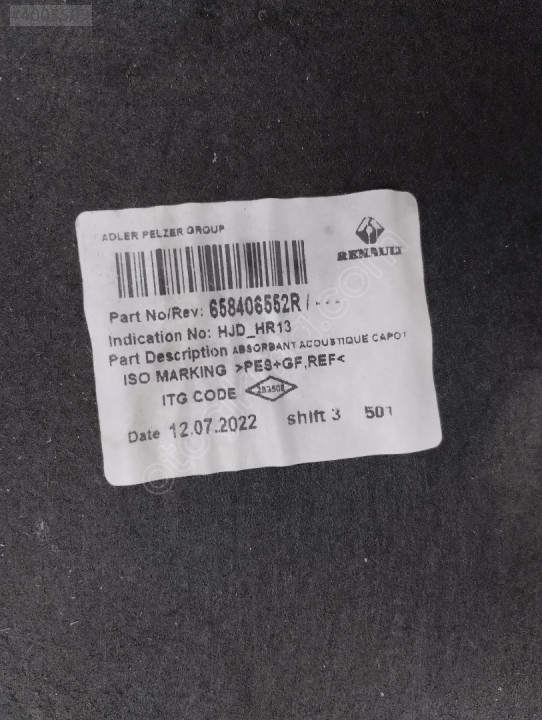 ADLER PELZER GROUP
RENAULT
Part No/Rev: 658406552R / - - -
Indication No: HJD_HR13
Part Description ABSORBANT ACOUSTIQUE CAPOT
ISO MARKING >PES+GF,REF<
ITG CODE
Date 12.07.2022 shift 3 501